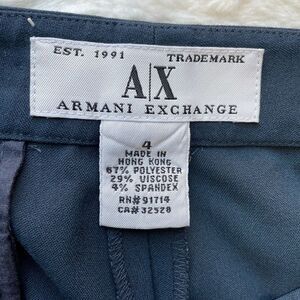 EST. 1991 TRADEMARK
A|X
ARMANI EXCHANGE
4
MADE IN
HONG KONG
67% POLYESTER
29% VISCOSE
4% SPANDEX
RN#91714
CA#32528